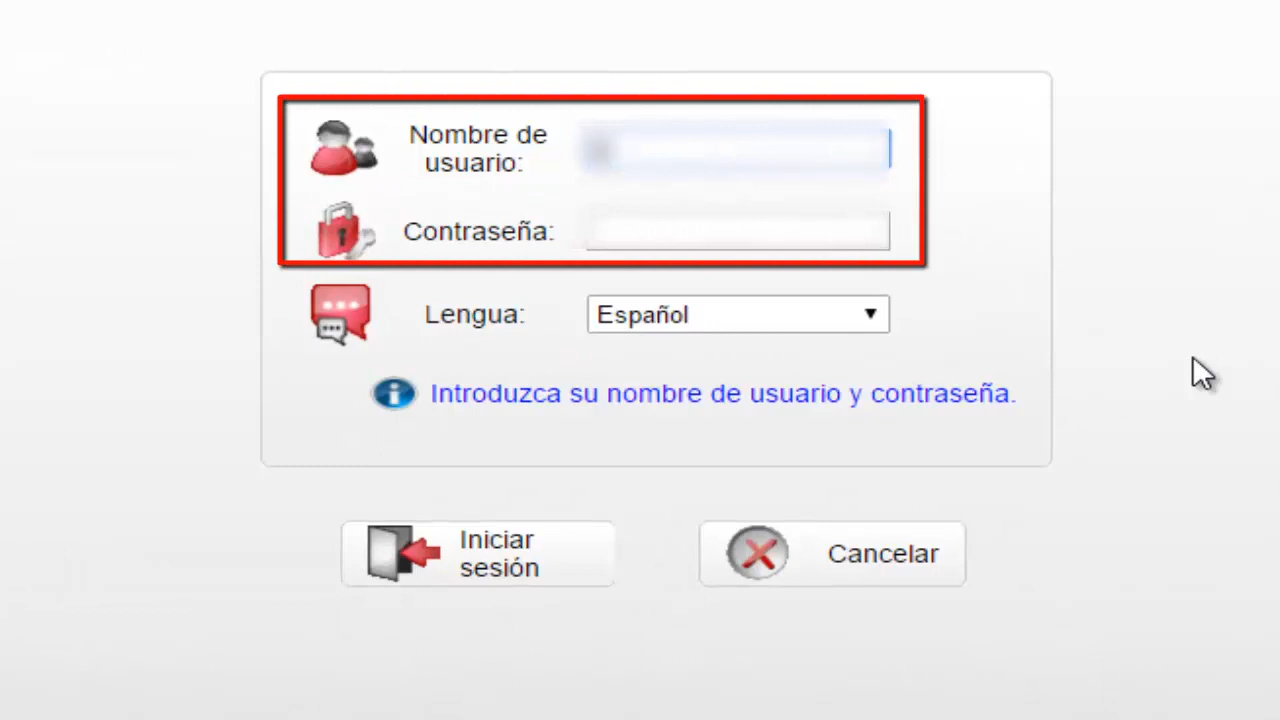 Nombre de
usuario:
Contraseña:
Lengua:
Español
Introduzca su nombre de usuario y contraseña.
Iniciar
sesión
Cancelar